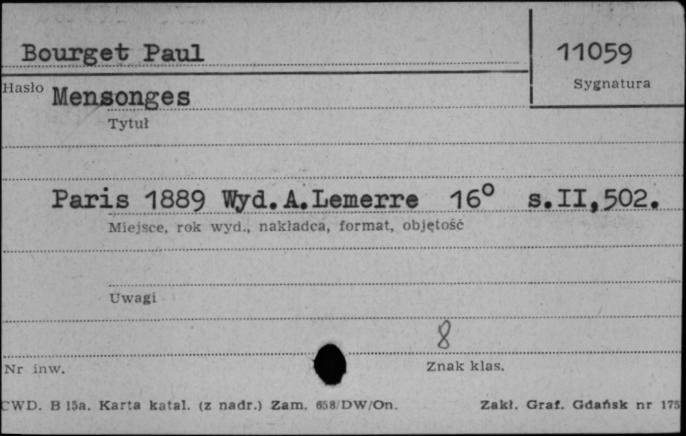 Bourget Paul
11059
Hasło
Sygnatura
Mensonges
Tytuł
Paris 1889 Wyd.A.Lemerre 16° s.II,502.
Miejsce, rok wyd., nakładca, format, objętość
Uwagi
8
Nr inw.
Znak klas.
CWD. B 15a. Karta katal. (z nadr.) Zam. 658/DW/On.
Zakł. Graf. Gdańsk nr 175